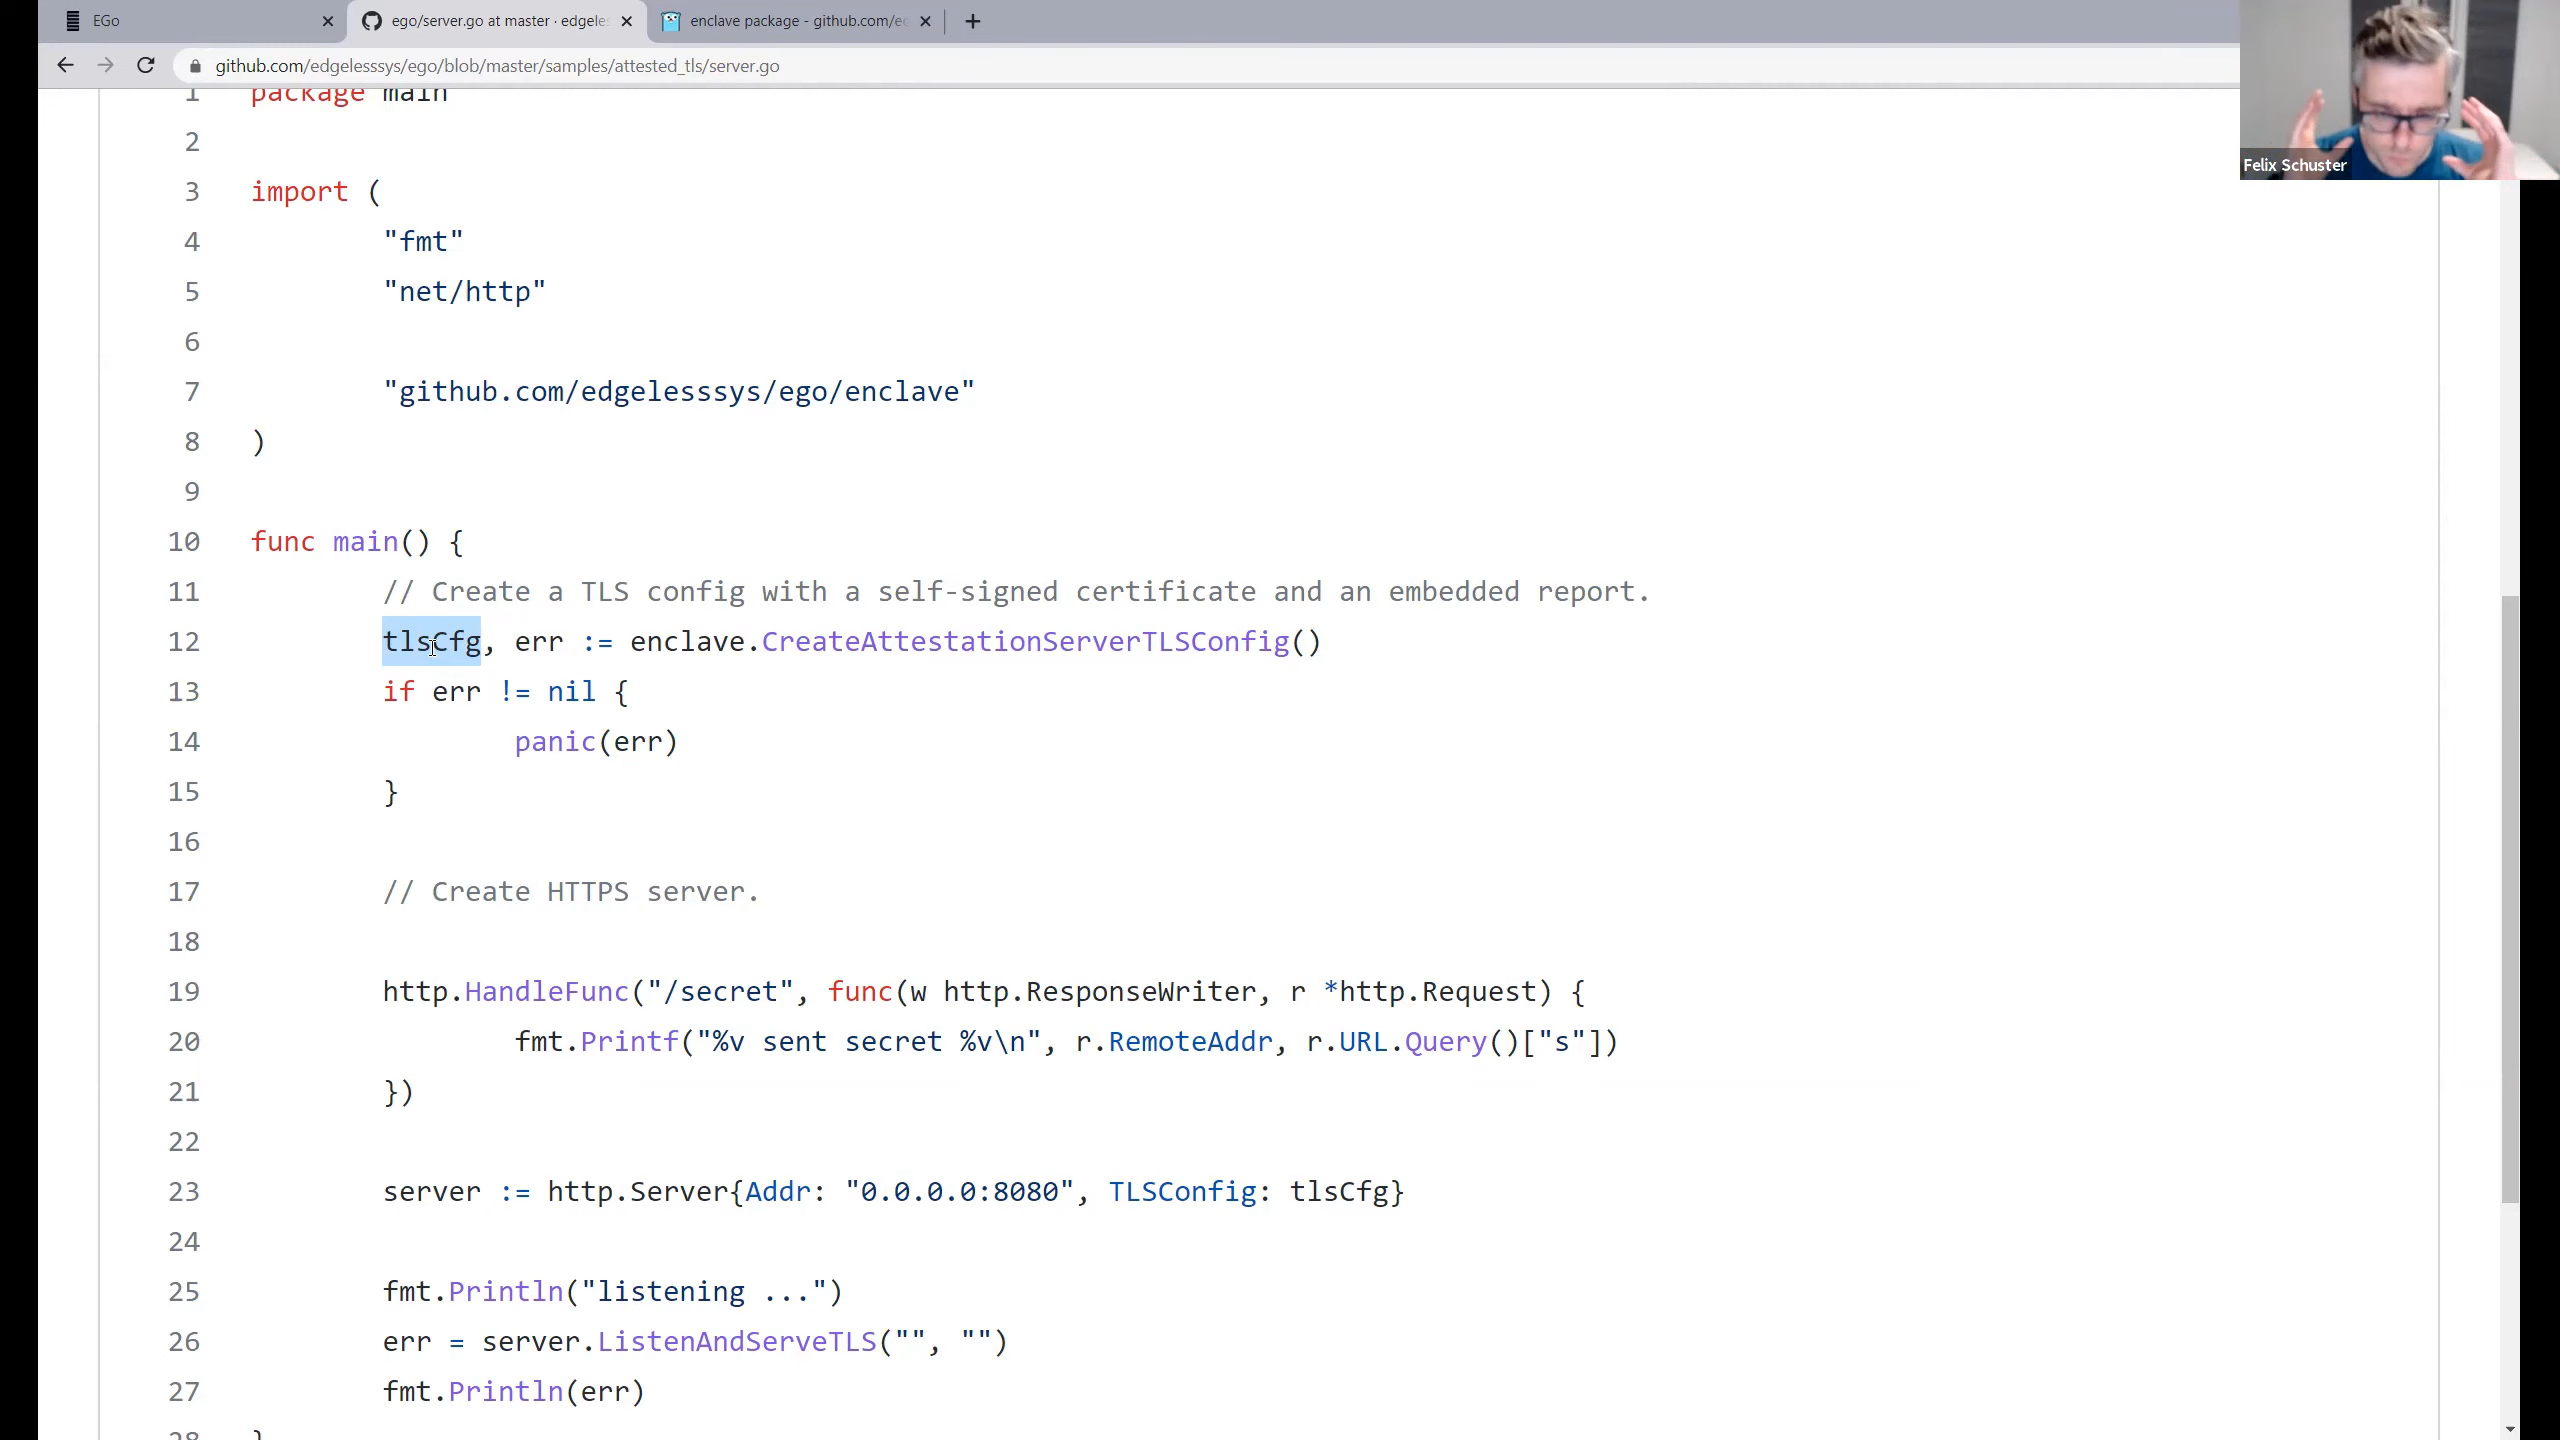 EGo
ego/server.go at master · edgeles
enclave package - github.com/ec
github.com/edgelesssys/ego/blob/master/samples/attested_tls/server.go
Felix Schuster
1 package main
2
3 import (
4 "fmt"
5 "net/http"
6
7 "github.com/edgelesssys/ego/enclave"
8 )
9
10 func main() {
11 // Create a TLS config with a self-signed certificate and an embedded report.
12 tlsCfg, err := enclave.CreateAttestationServerTLSConfig()
13 if err != nil {
14 panic(err)
15 }
16
17 // Create HTTPS server.
18
19 http.HandleFunc("/secret", func(w http.ResponseWriter, r *http.Request) {
20 fmt.Printf("%v sent secret %v\n", r.RemoteAddr, r.URL.Query()["s"])
21 })
22
23 server := http.Server{Addr: "0.0.0.0:8080", TLSConfig: tlsCfg}
24
25 fmt.Println("listening ...")
26 err = server.ListenAndServeTLS("", "")
27 fmt.Println(err)
28 }